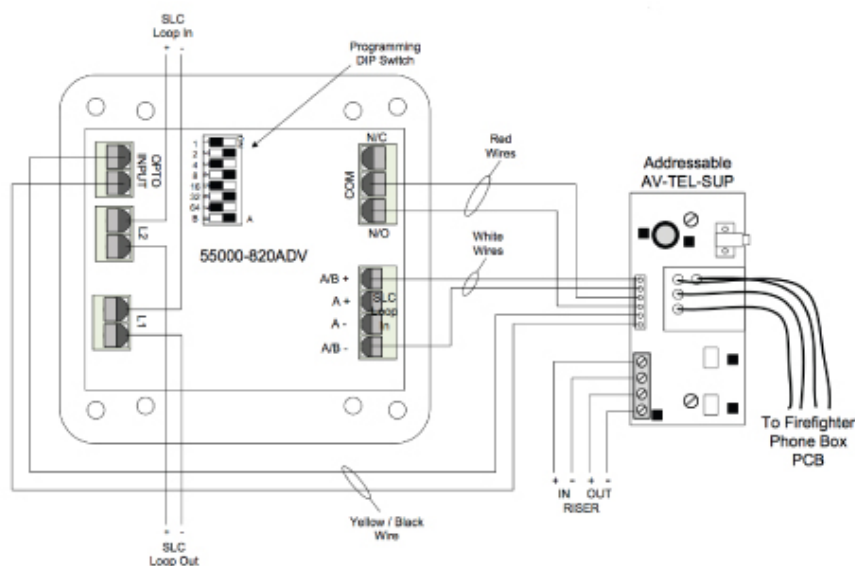 SLC
Loop In
+ -
Programming
DIP Switch
OPTO
INPUT
1
2
4
8
16
32
64
B
A
N/C
COM
N/O
Red
Wires
Addressable
AV-TEL-SUP
L2
55000-820ADV
White
Wires
A/B +
A +
A -
A/B -
SLC
Loop
In
L1
To Firefighter
Phone Box
PCB
+ - + -
IN OUT
RISER
Yellow / Black
Wire
+ -
SLC
Loop Out